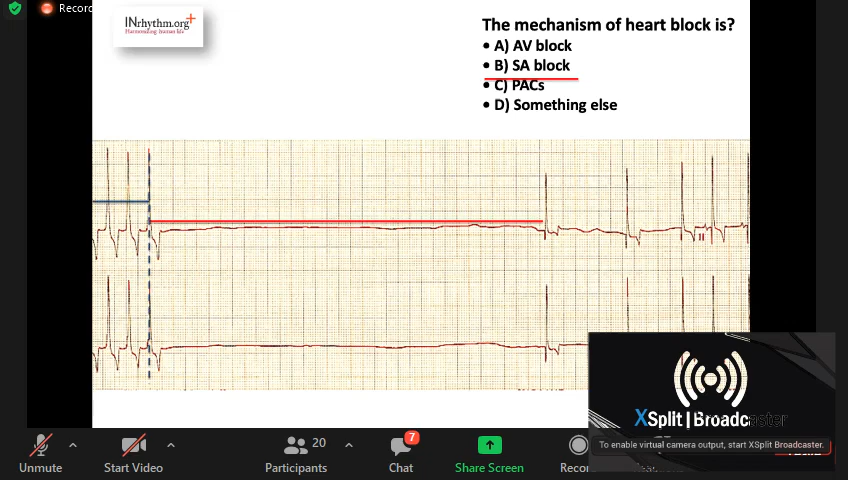 Recor
INrhythm.org+
Harmonizing human life
The mechanism of heart block is?
• A) AV block
• B) SA block
• C) PACs
• D) Something else
II
XSplit | Broadcaster
To enable virtual camera output, start XSplit Broadcaster.
20
7
Unmute
Start Video
Participants
Chat
Share Screen
Recor